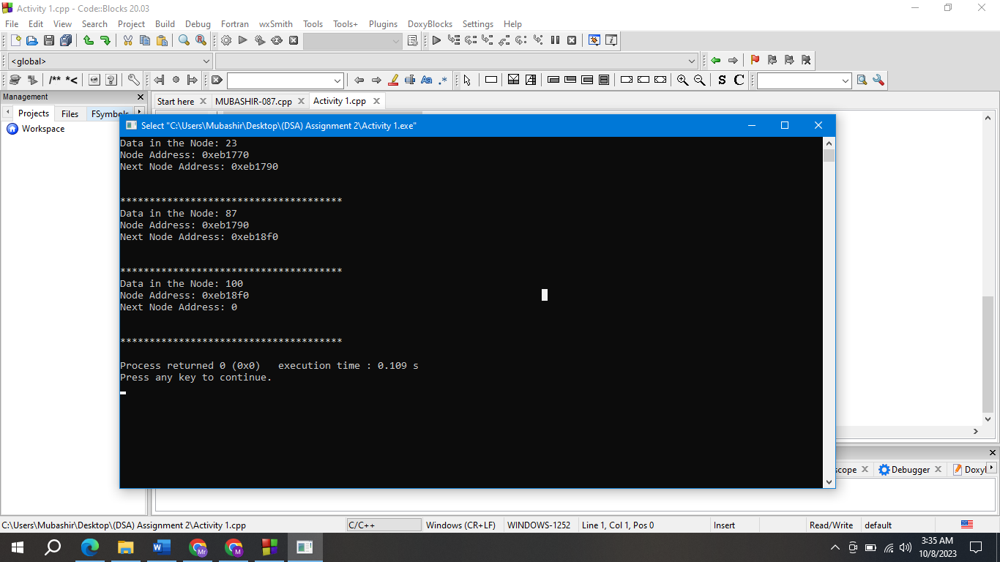 Activity 1.cpp - Code::Blocks 20.03
File Edit View Search Project Build Debug Fortran wxSmith Tools Tools+ Plugins DoxyBlocks Settings Help
<global>
/** *<
Aa .*
S C
Management
Start here MUBASHIR-087.cpp Activity 1.cpp
Projects Files FSymbols
Workspace
Select "C:\Users\Mubashir\Desktop\(DSA) Assignment 2\Activity 1.exe"
Data in the Node: 23
Node Address: 0xeb1770
Next Node Address: 0xeb1790
**************************************
Data in the Node: 87
Node Address: 0xeb1790
Next Node Address: 0xeb18f0
**************************************
Data in the Node: 100
Node Address: 0xeb18f0
Next Node Address: 0
**************************************
Process returned 0 (0x0)   execution time : 0.109 s
Press any key to continue.
scope Debugger Doxyl
C:\Users\Mubashir\Desktop\(DSA) Assignment 2\Activity 1.cpp C/C++ Windows (CR+LF) WINDOWS-1252 Line 1, Col 1, Pos 0 Insert Read/Write default
3:35 AM
10/8/2023